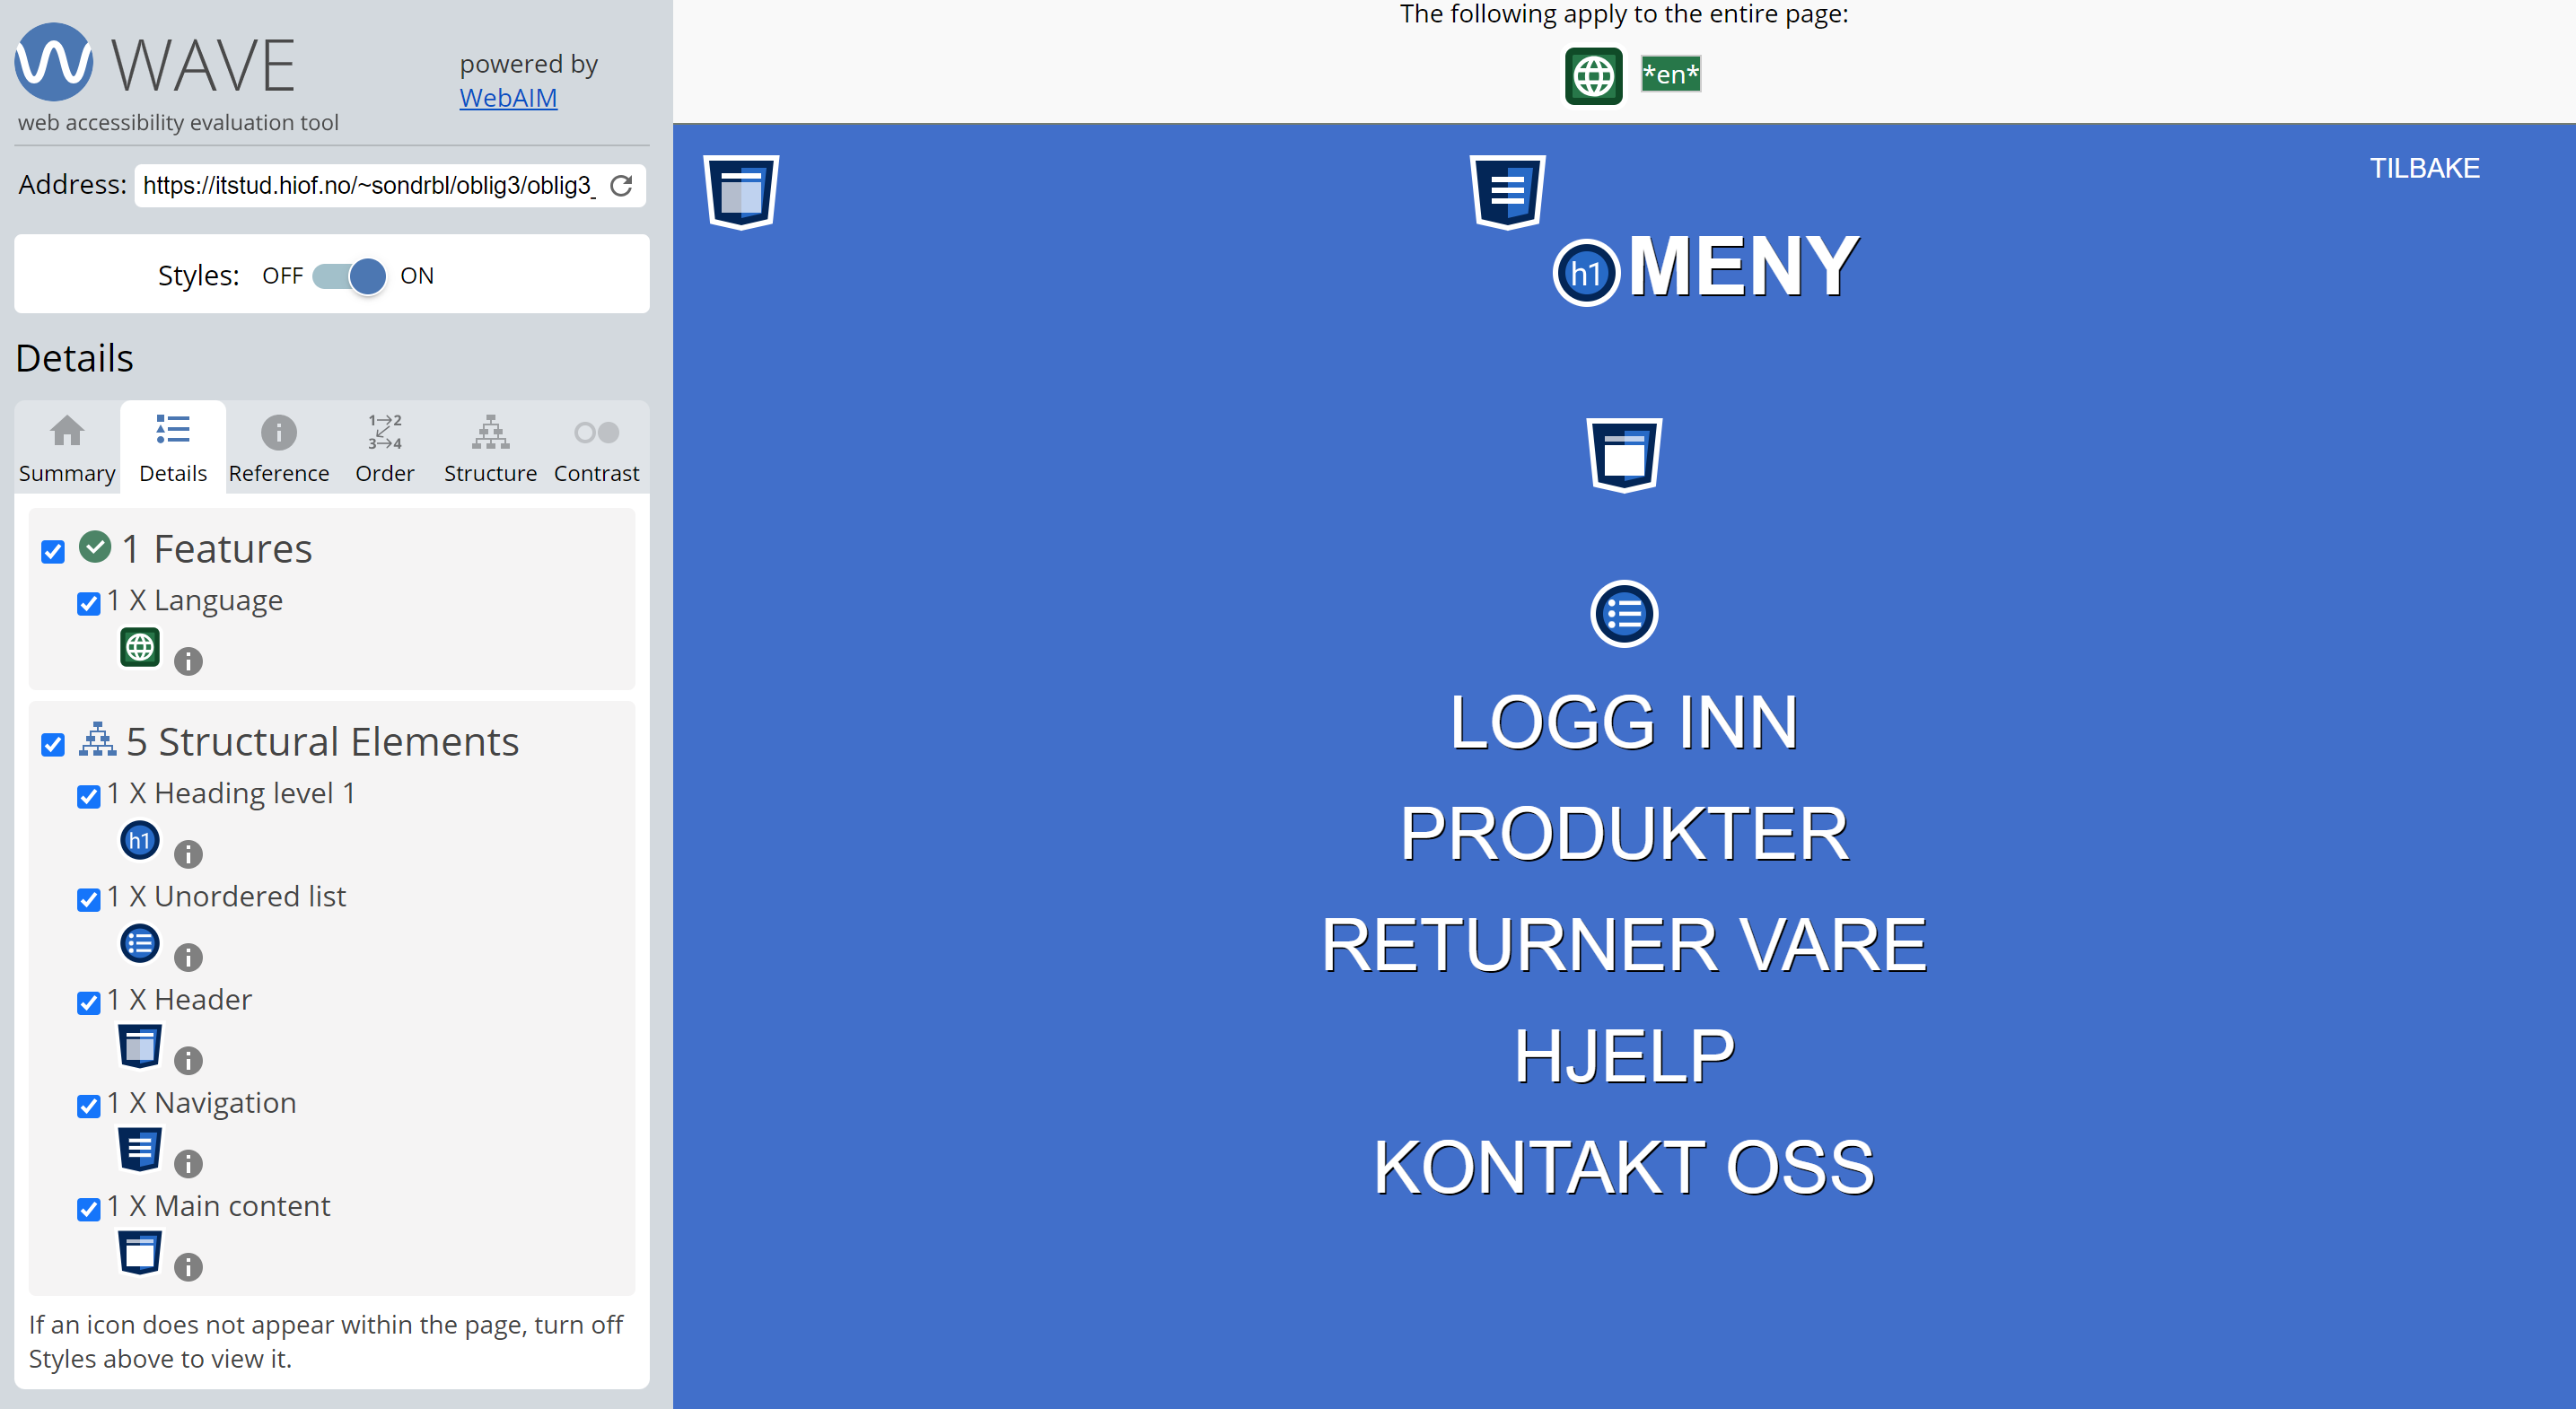 WAVE
powered by
WebAIM
web accessibility evaluation tool
Address: https://itstud.hiof.no/~sondrbl/oblig3/oblig3_
Styles: OFF ON
Details
Summary Details Reference Order Structure Contrast
1 Features
1 X Language
5 Structural Elements
1 X Heading level 1
h1
1 X Unordered list
1 X Header
1 X Navigation
1 X Main content
If an icon does not appear within the page, turn off
Styles above to view it.
The following apply to the entire page:
*en*
TILBAKE
h1 MENY
LOGG INN
PRODUKTER
RETURNER VARE
HJELP
KONTAKT OSS